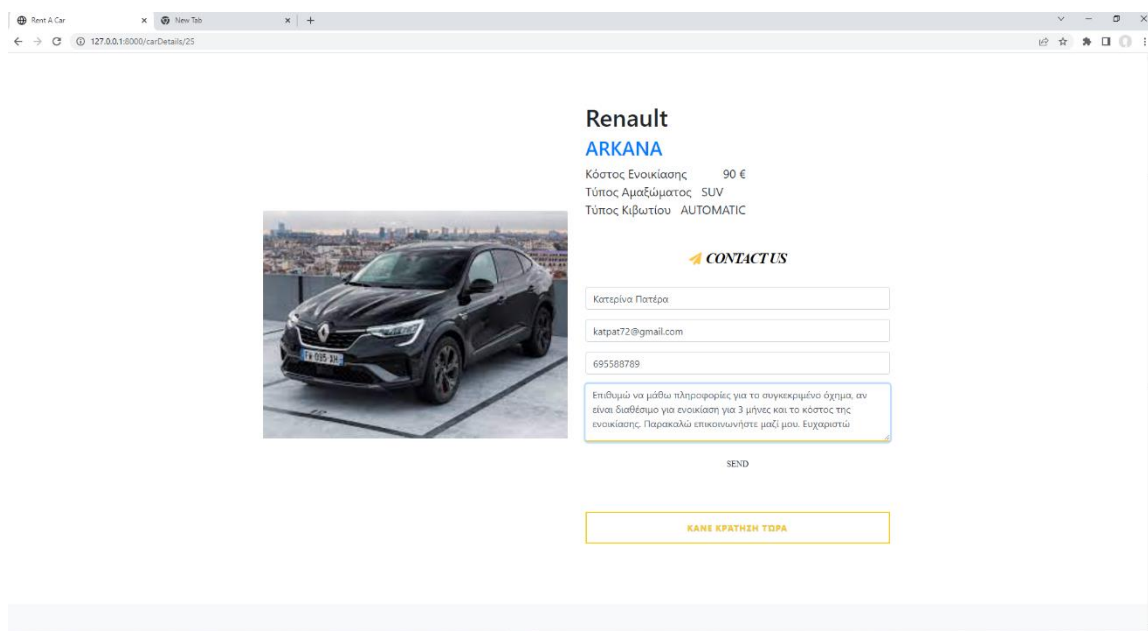 Rent A Car
New Tab
127.0.0.1:8000/carDetails/25
Renault
ARKANA
Κόστος Ενοικίασης 90 €
Τύπος Αμαξώματος SUV
Τύπος Κιβωτίου AUTOMATIC
CONTACT US
Κατερίνα Πατέρα
katpat72@gmail.com
695588789
Επιθυμώ να μάθω πληροφορίες για το συγκεκριμένο όχημα, αν
είναι διαθέσιμο για ενοικίαση για 3 μήνες και το κόστος της
ενοικίασης. Παρακαλώ επικοινωνήστε μαζί μου. Ευχαριστώ
SEND
ΚΑΝΕ ΚΡΆΤΗΣΗ ΤΏΡΑ